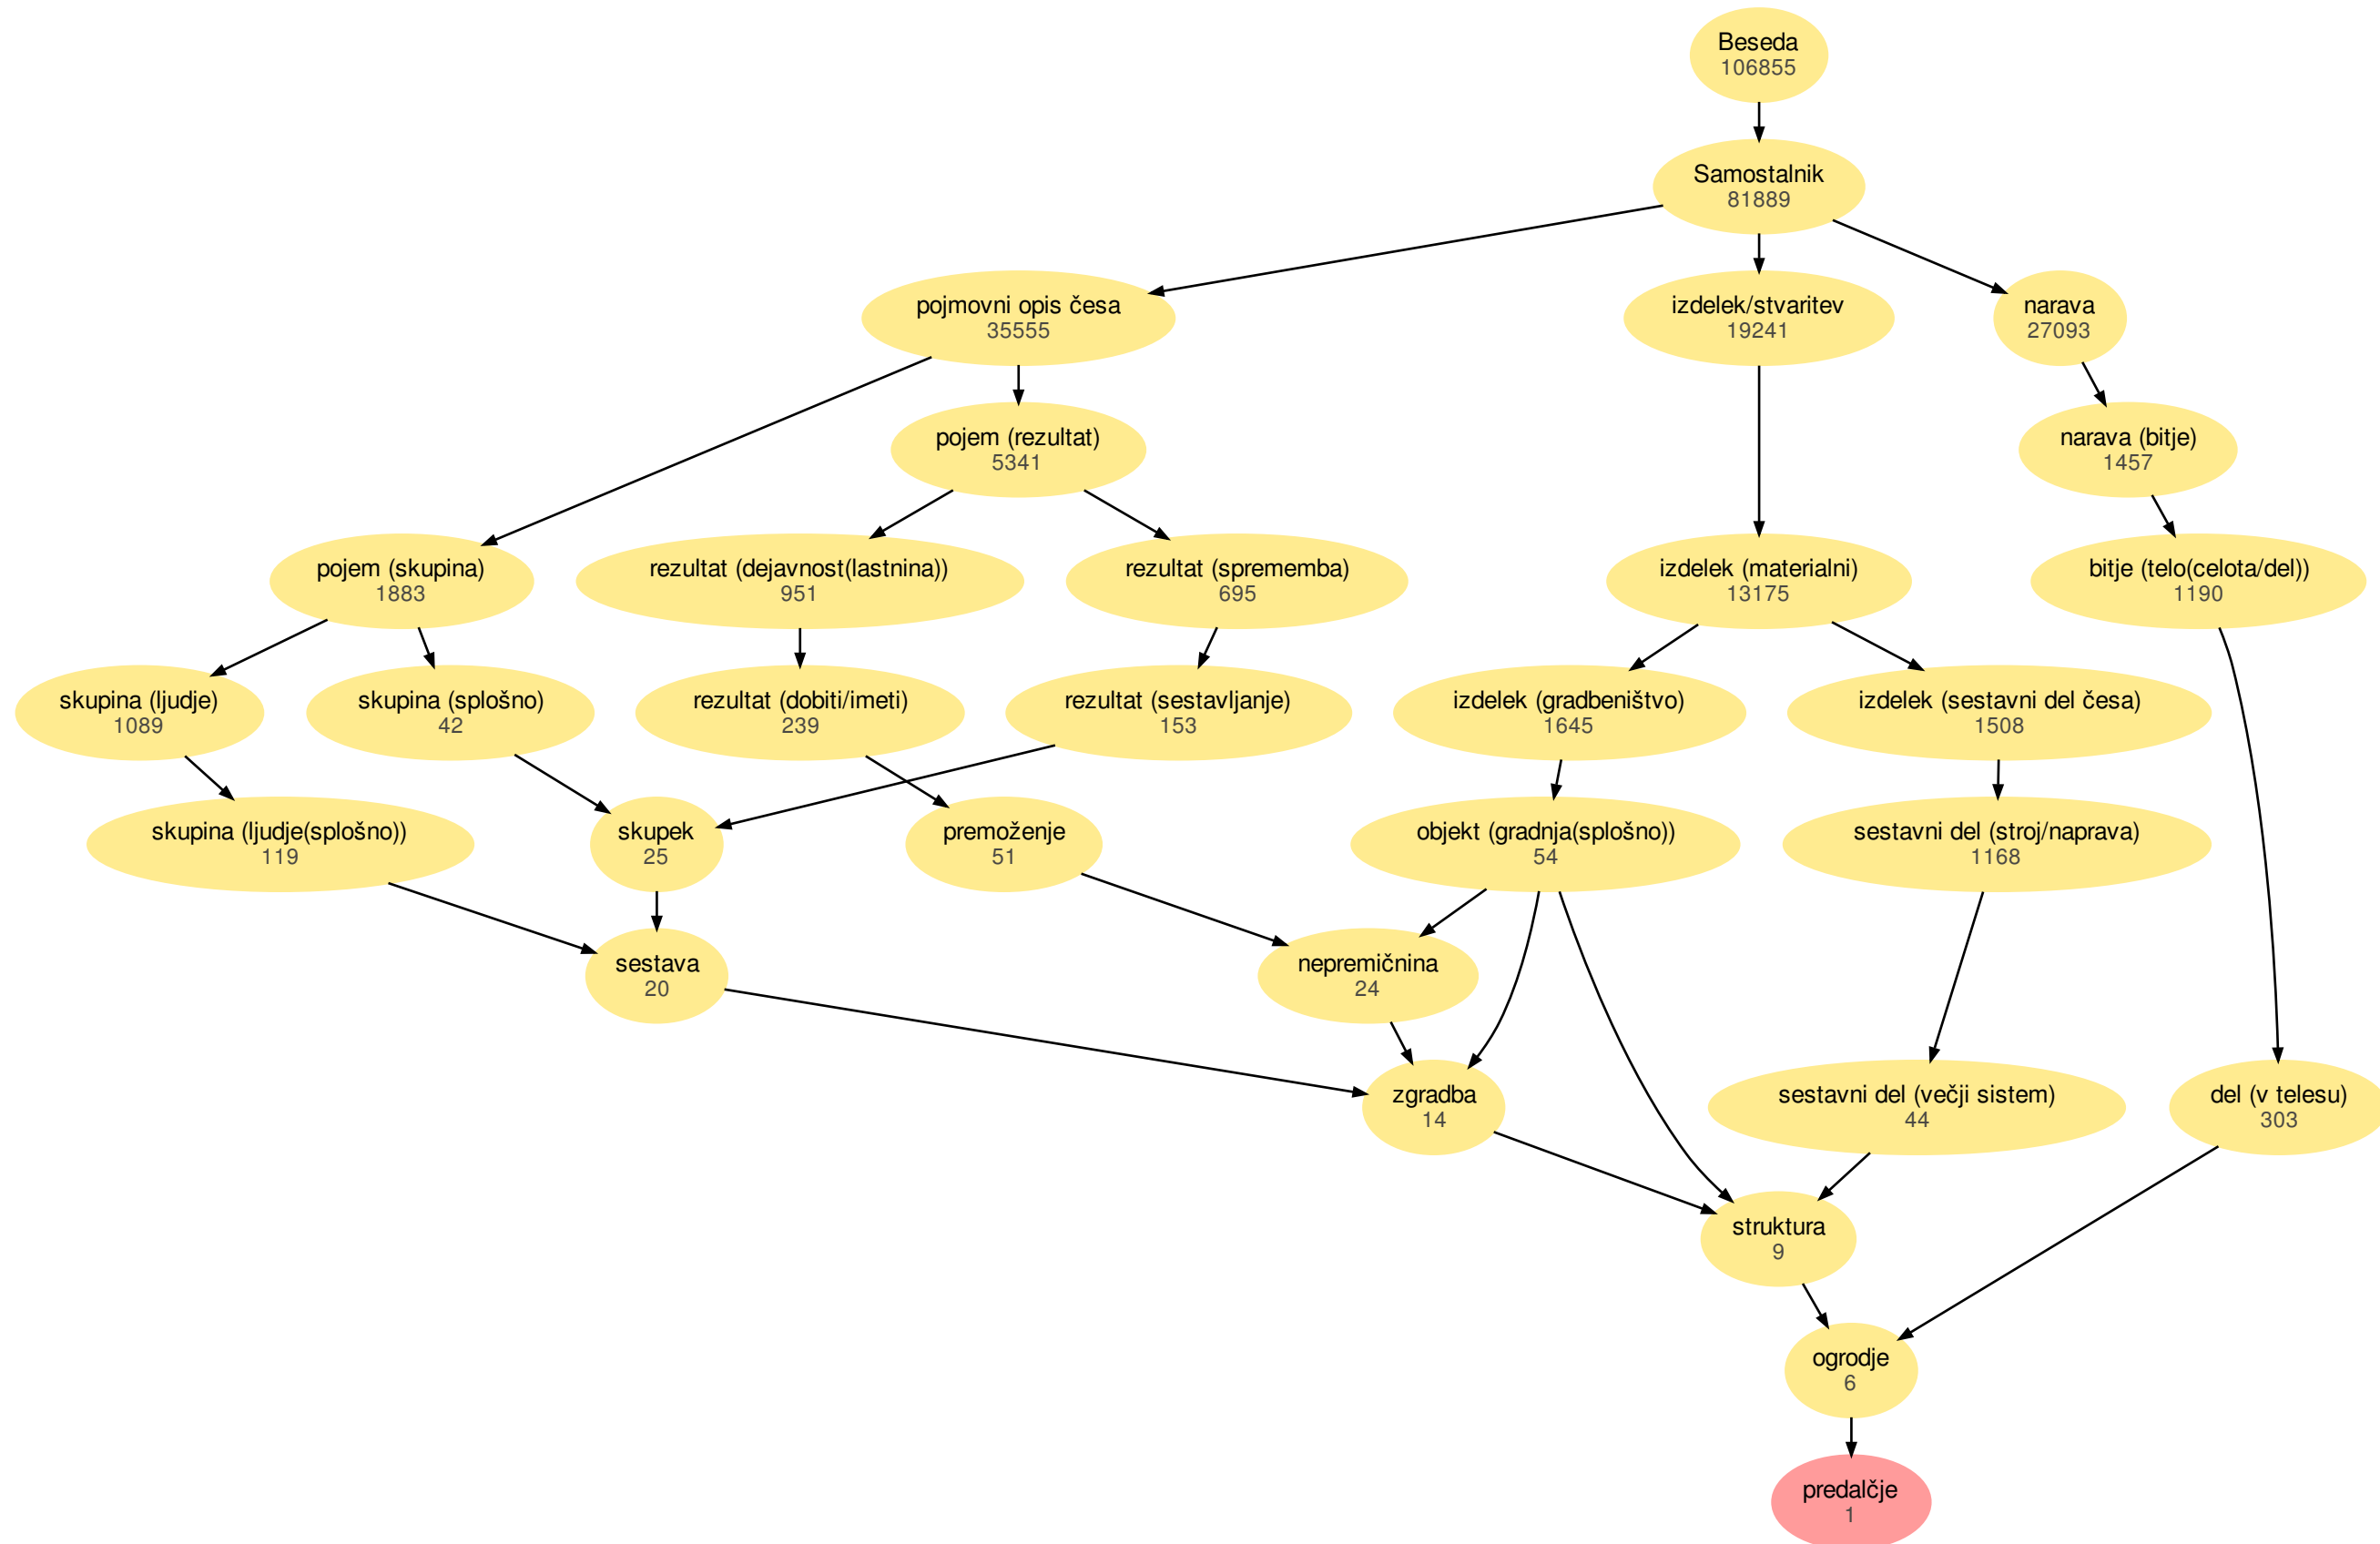 Beseda
106855
Samostalnik
81889
pojmovni opis česa
35555
izdelek/stvaritev
19241
narava
27093
pojem (rezultat)
5341
narava (bitje)
1457
pojem (skupina)
1883
rezultat (dejavnost(lastnina))
951
rezultat (sprememba)
695
izdelek (materialni)
13175
bitje (telo(celota/del))
1190
skupina (ljudje)
1089
skupina (splošno)
42
rezultat (dobiti/imeti)
239
rezultat (sestavljanje)
153
izdelek (gradbeništvo)
1645
izdelek (sestavni del česa)
1508
skupina (ljudje(splošno))
119
skupek
25
premoženje
51
objekt (gradnja(splošno))
54
sestavni del (stroj/naprava)
1168
sestava
20
nepremičnina
24
zgradba
14
sestavni del (večji sistem)
44
del (v telesu)
303
struktura
9
ogrodje
6
predalčje
1